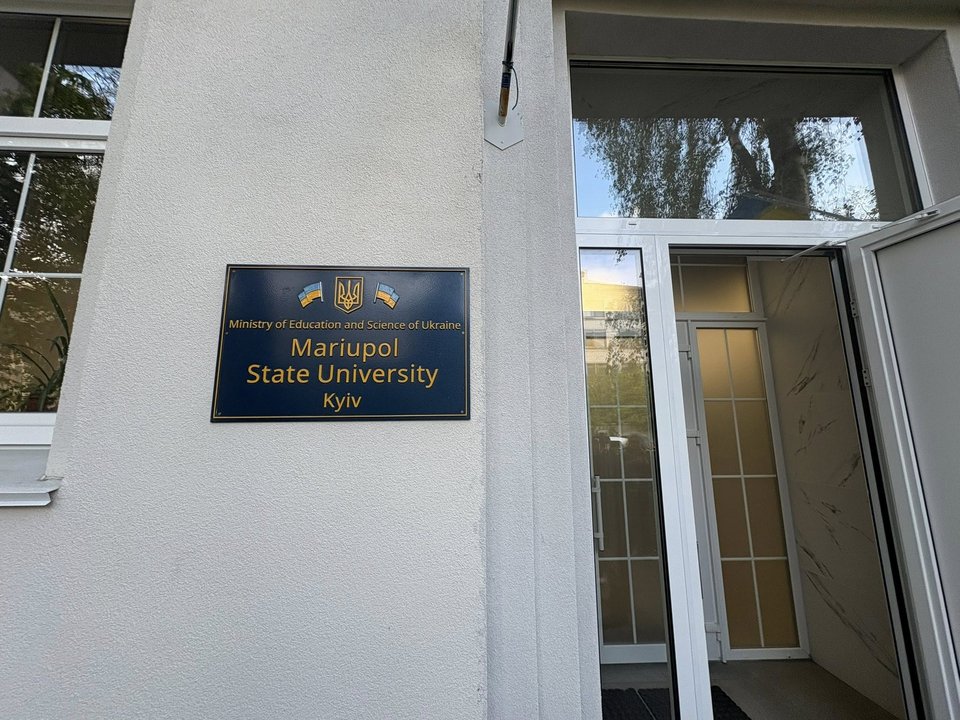 Ministry of Education and Science of Ukraine
Mariupol
State University
Kyiv